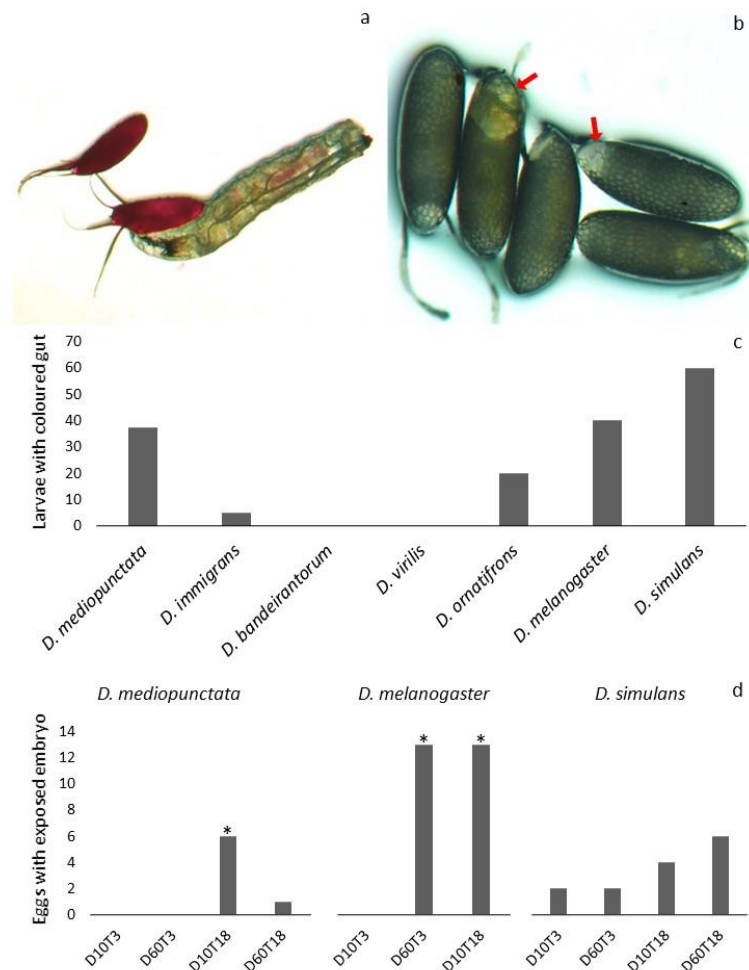 a
b
c
Larvae with coloured gut
70
60
50
40
30
20
10
0
D. mediopunctata
D. immigrans
D. bandeirantorum
D. virilis
D. ornatifrons
D. melanogaster
D. simulans
D. mediopunctata D. melanogaster D. simulans d
Eggs with exposed embryo
14
12
10
8
6
4
2
0
* * *
D10T3 D60T3 D10T18 D60T18 D10T3 D60T3 D10T18 D10T3 D60T3 D10T18 D60T18